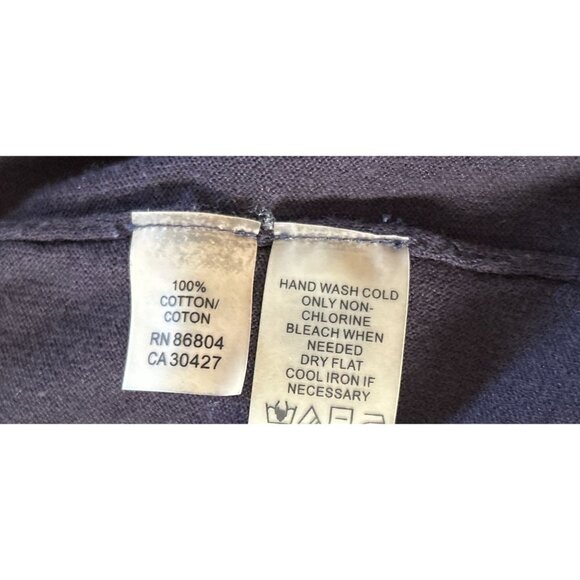 100%
COTTON/
COTON
RN 86804
CA 30427
HAND WASH COLD
ONLY NON-
CHLORINE
BLEACH WHEN
NEEDED
DRY FLAT
COOL IRON IF
NECESSARY